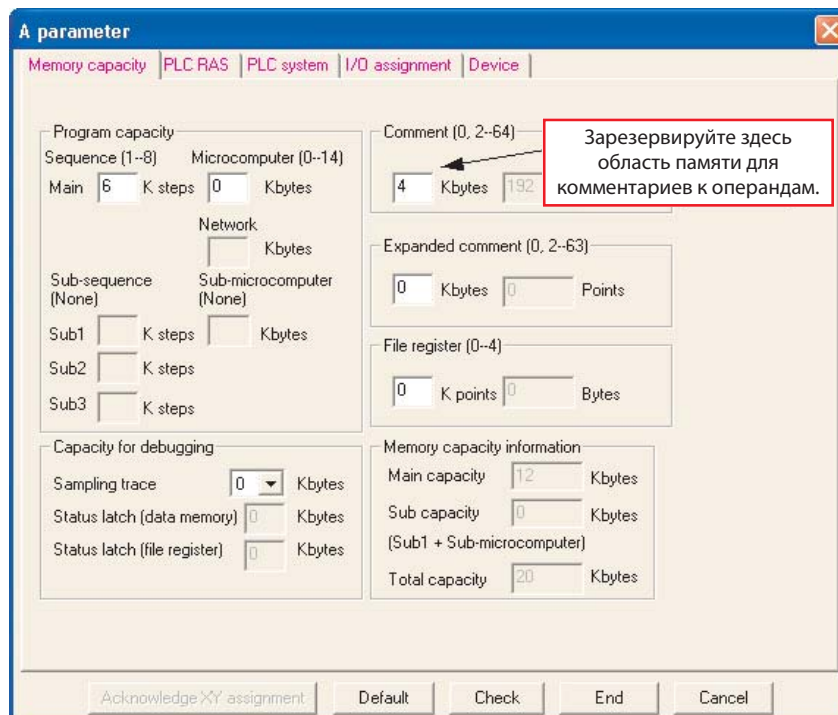 A parameter
Memory capacity PLC RAS PLC system I/O assignment Device
Program capacity
Sequence (1--8) Microcomputer (0--14)
Main 6 K steps 0 Kbytes
Network
Kbytes
Sub-sequence Sub-microcomputer
(None) (None)
Sub1 K steps Kbytes
Sub2 K steps
Sub3 K steps
Comment (0, 2--64)
4 Kbytes 192
Зарезервируйте здесь
область памяти для
комментариев к операндам.
Expanded comment (0, 2--63)
0 Kbytes 0 Points
File register (0--4)
0 K points 0 Bytes
Capacity for debugging
Sampling trace 0 Kbytes
Status latch (data memory) 0 Kbytes
Status latch (file register) 0 Kbytes
Memory capacity information
Main capacity 12 Kbytes
Sub capacity 0 Kbytes
(Sub1 + Sub-microcomputer)
Total capacity 20 Kbytes
Acknowledge XY assignment Default Check End Cancel